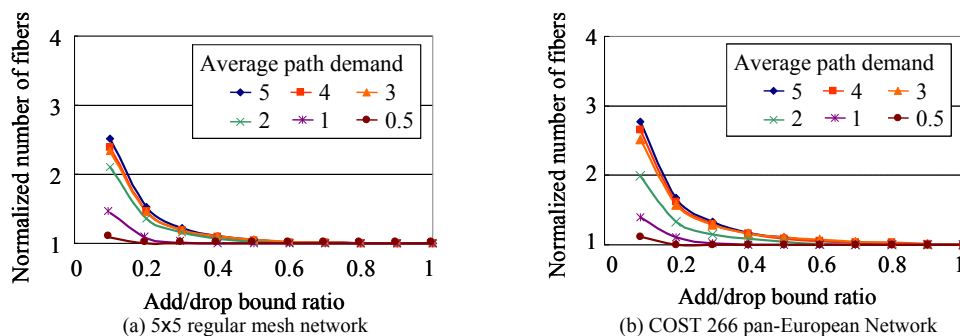 Normalized number of fibers
4
3
2
1
Average path demand
5 4 3
2 1 0.5
0 0.2 0.4 0.6 0.8 1
Add/drop bound ratio
(a) 5x5 regular mesh network
Normalized number of fibers
4
3
2
1
Average path demand
5 4 3
2 1 0.5
0 0.2 0.4 0.6 0.8 1
Add/drop bound ratio
(b) COST 266 pan-European Network